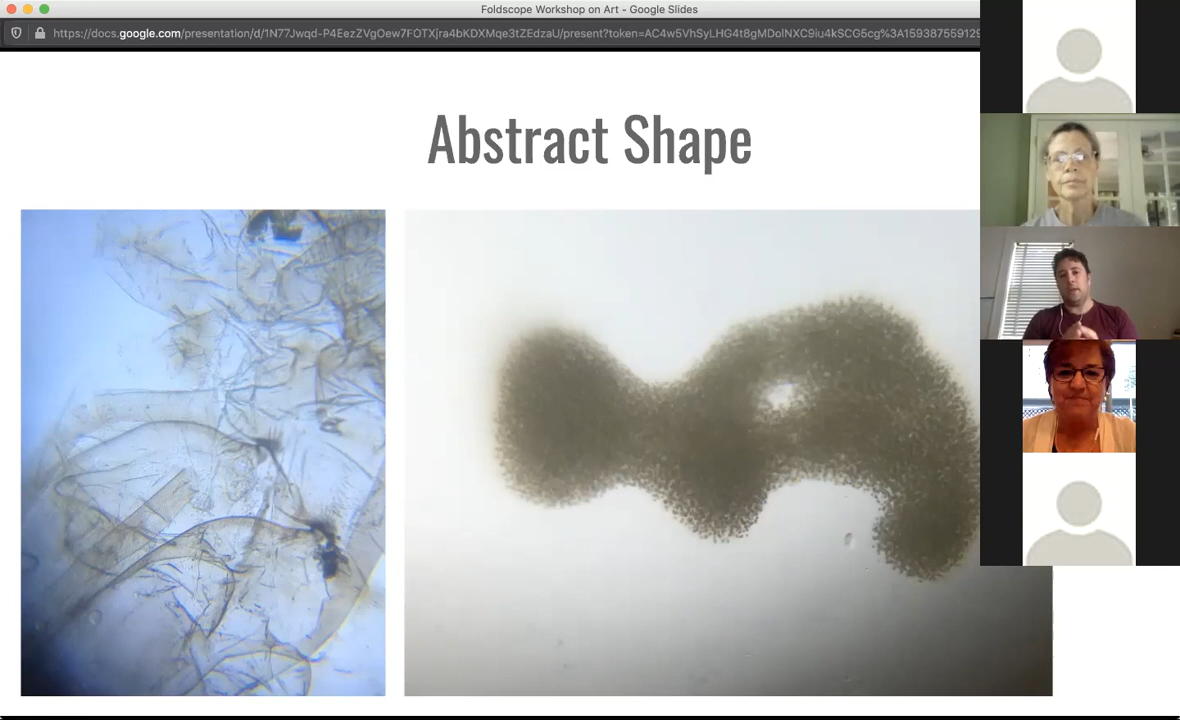 Foldscope Workshop on Art - Google Slides
https://docs.google.com/presentation/d/1N77Jwqd-P4EezZVgOew7FOTXjra4bKDXMqe3tZEdzaU/present?token=AC4w5VhSyLHG4t8gMDolNXC9iu4kSCG5cg%3A159387559129
Abstract Shape